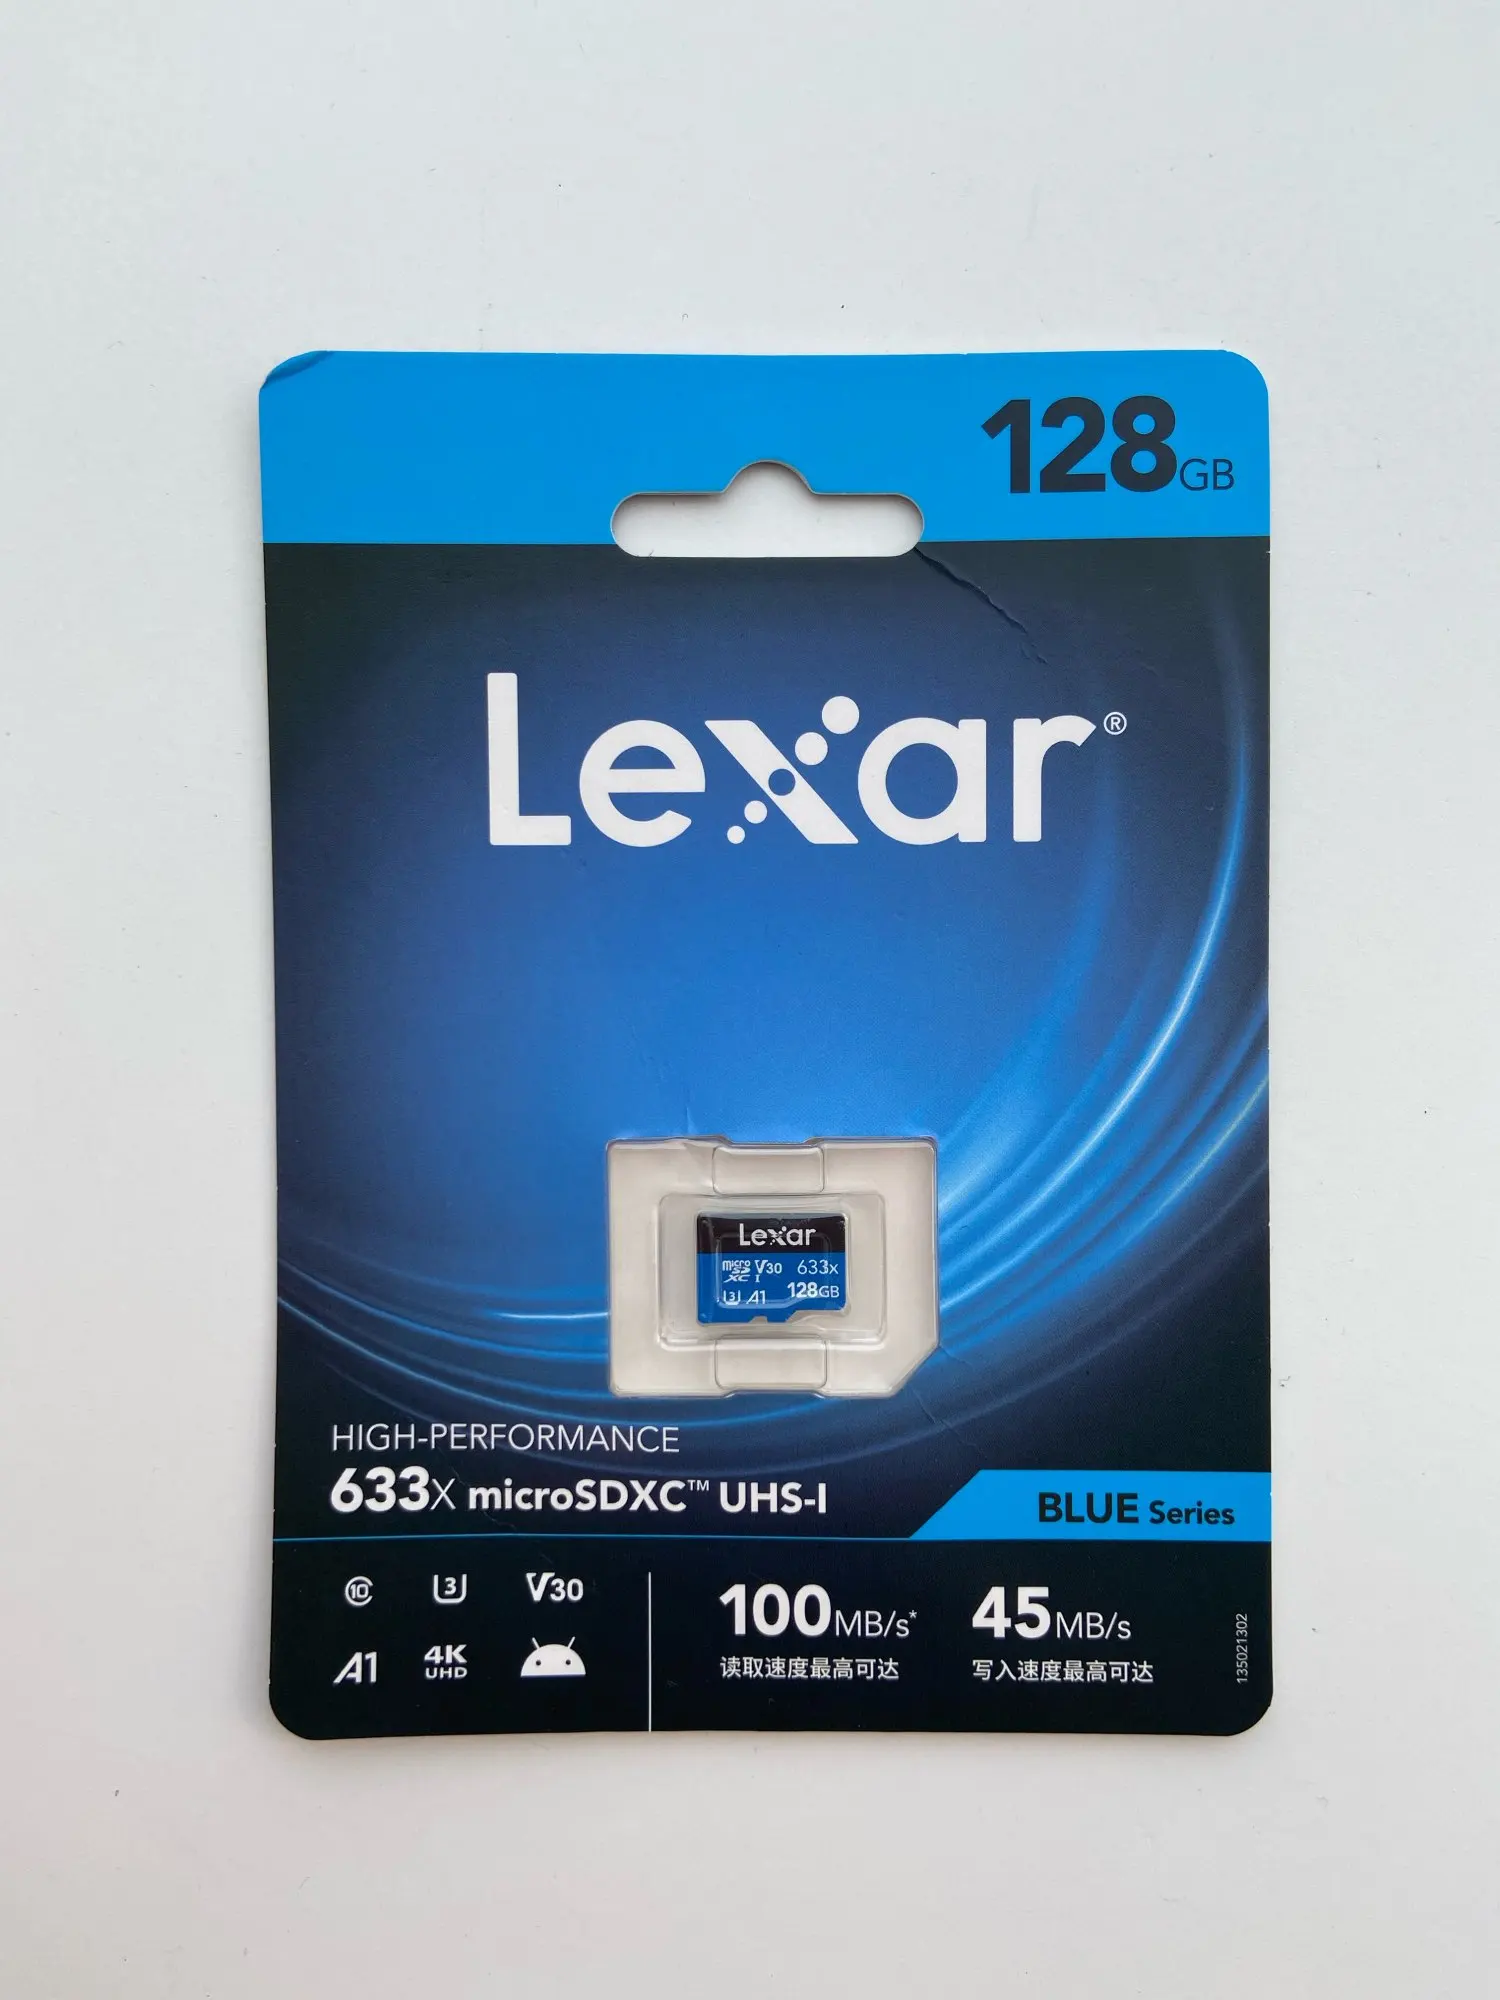 128GB
Lexar®
Lexar
micro SD XC I V30 633x
U3 A1 128GB
HIGH-PERFORMANCE
633X microSDXC™ UHS-I
BLUE Series
C10 U3 V30
A1 4K UHD
100MB/s* 45MB/s
读取速度最高可达 写入速度最高可达
135021302